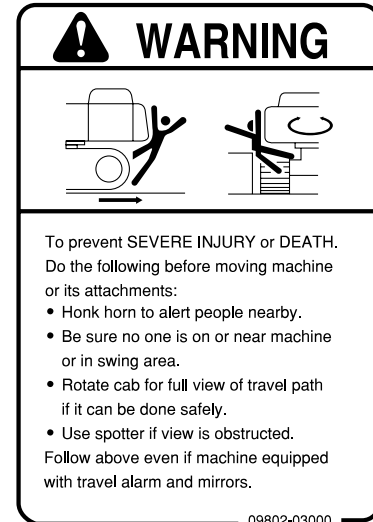 WARNING
To prevent SEVERE INJURY or DEATH.
Do the following before moving machine
or its attachments:
• Honk horn to alert people nearby.
• Be sure no one is on or near machine
or in swing area.
• Rotate cab for full view of travel path
if it can be done safely.
• Use spotter if view is obstructed.
Follow above even if machine equipped
with travel alarm and mirrors.
09802-03000